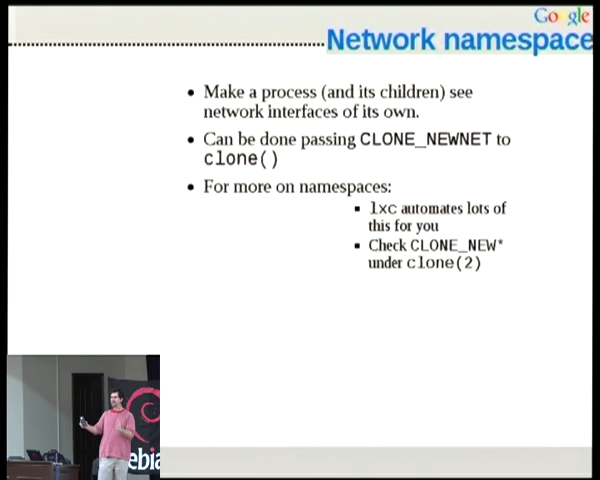 Google
Network namespace
• Make a process (and its children) see
network interfaces of its own.
• Can be done passing CLONE_NEWNET to
clone()
• For more on namespaces:
▪ lxc automates lots of
this for you
▪ Check CLONE_NEW*
under clone(2)
ebia